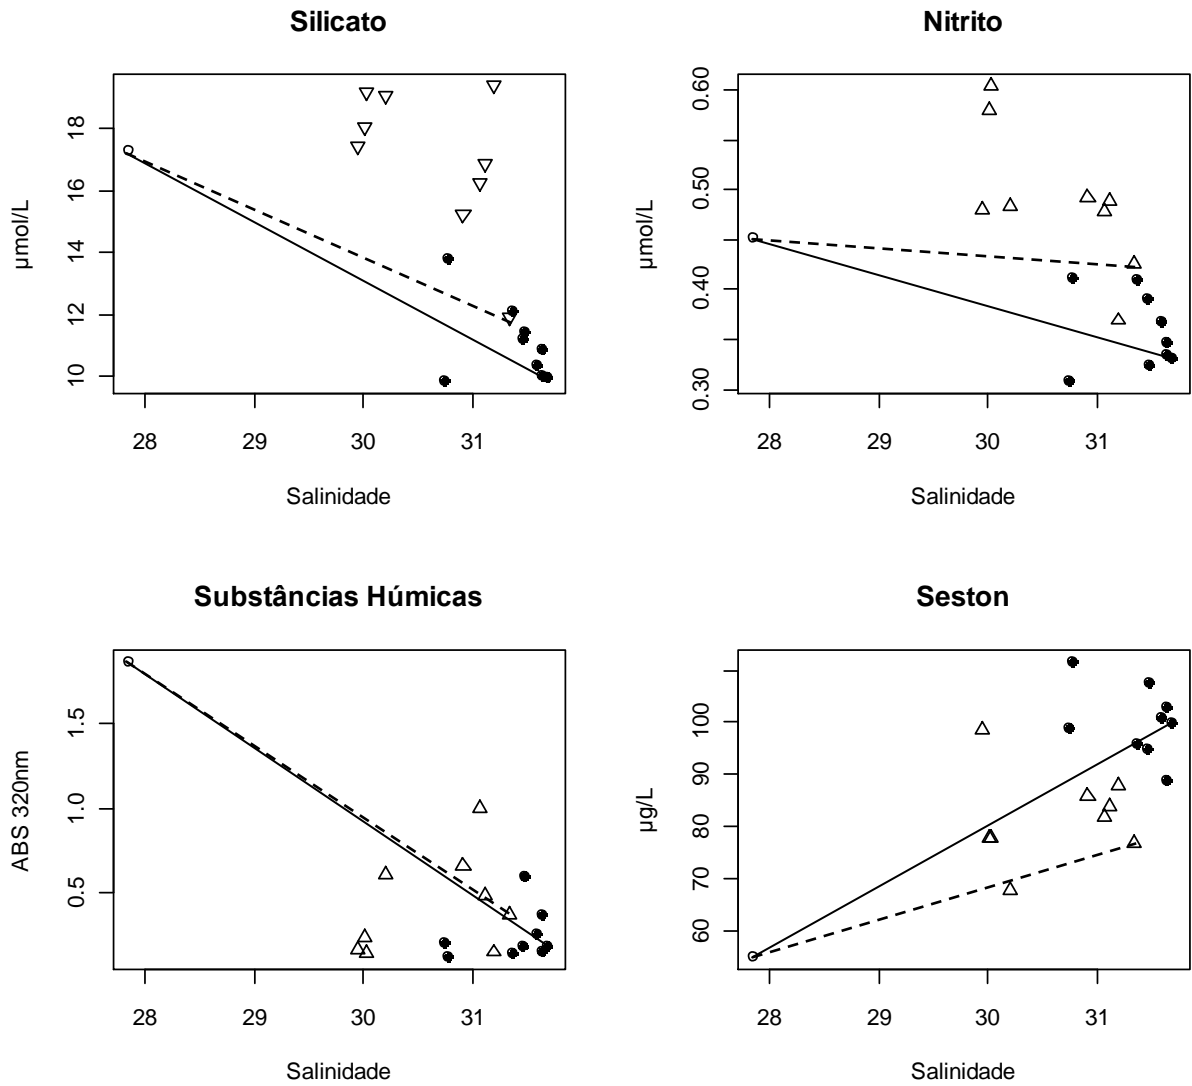 Silicato
µmol/L
18
16
14
12
10
28 29 30 31
Salinidade
Nitrito
µmol/L
0.60
0.50
0.40
0.30
28 29 30 31
Salinidade
Substâncias Húmicas
ABS 320nm
1.5
1.0
0.5
28 29 30 31
Salinidade
Seston
µg/L
100
90
80
70
60
28 29 30 31
Salinidade